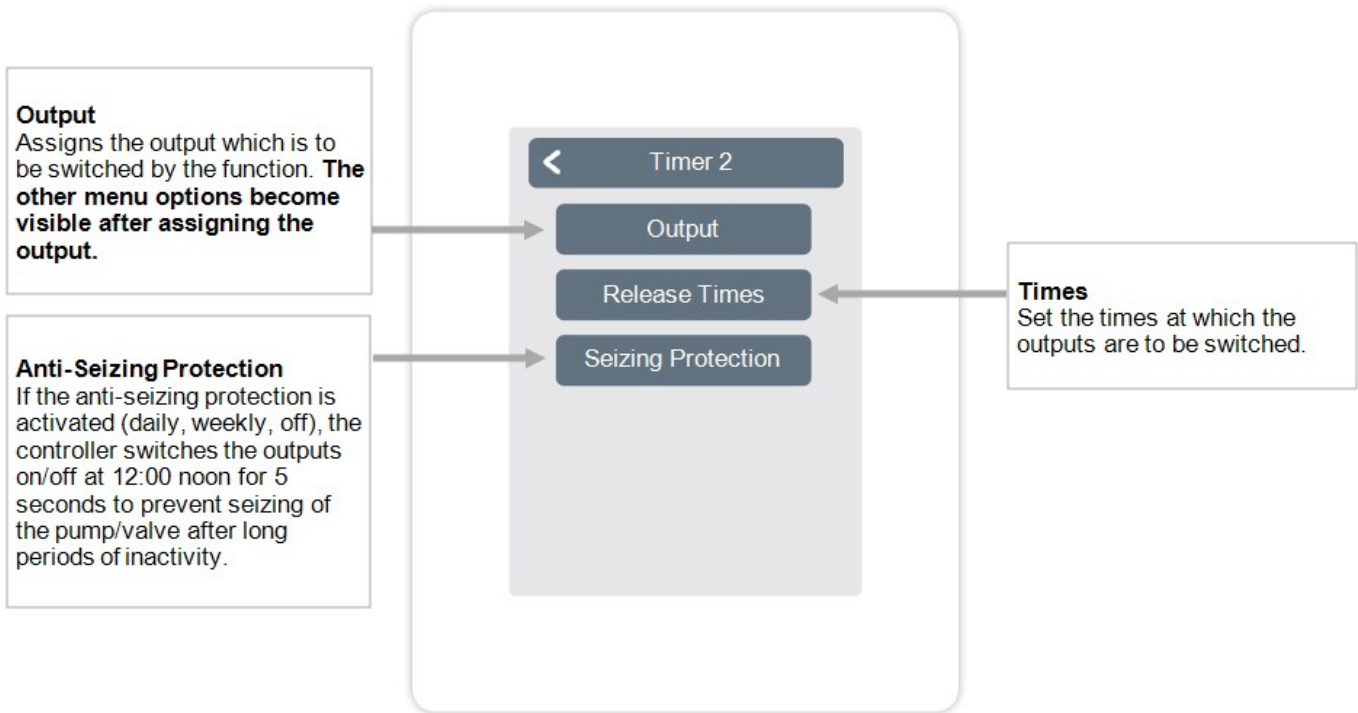 Output
Assigns the output which is to
be switched by the function. The
other menu options become
visible after assigning the
output.
Anti-Seizing Protection
If the anti-seizing protection is
activated (daily, weekly, off), the
controller switches the outputs
on/off at 12:00 noon for 5
seconds to prevent seizing of
the pump/valve after long
periods of inactivity.
Timer 2
Output
Release Times
Seizing Protection
Times
Set the times at which the
outputs are to be switched.